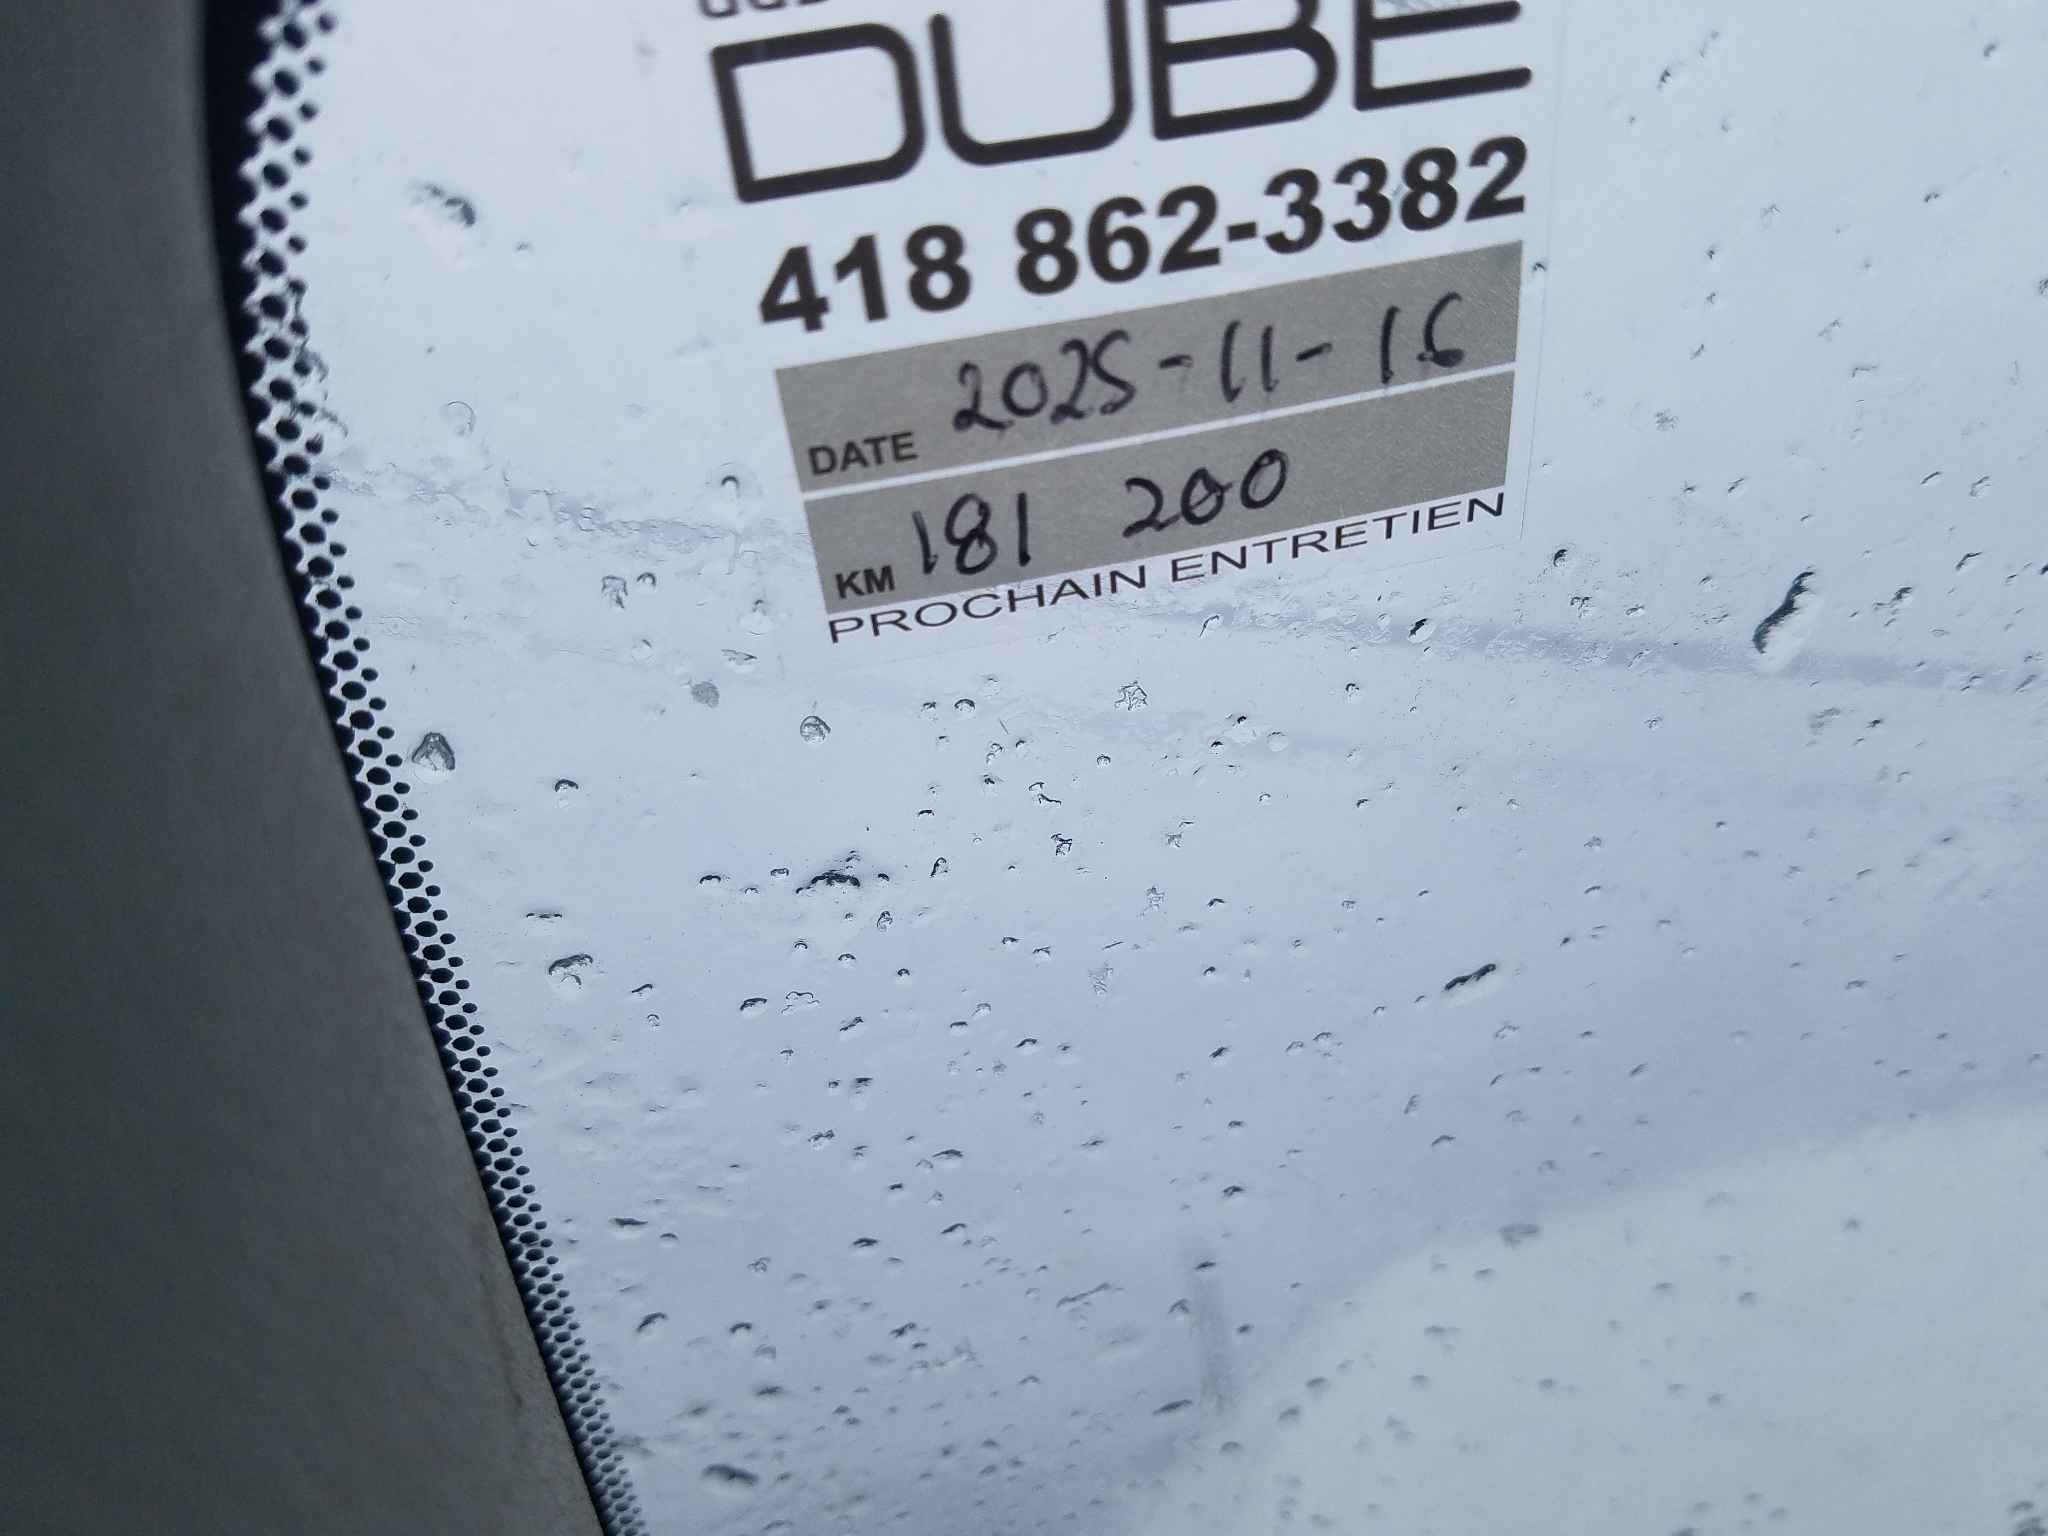 DUBE
418 862-3382
DATE 2025-11-16
KM 181 200
PROCHAIN ENTRETIEN